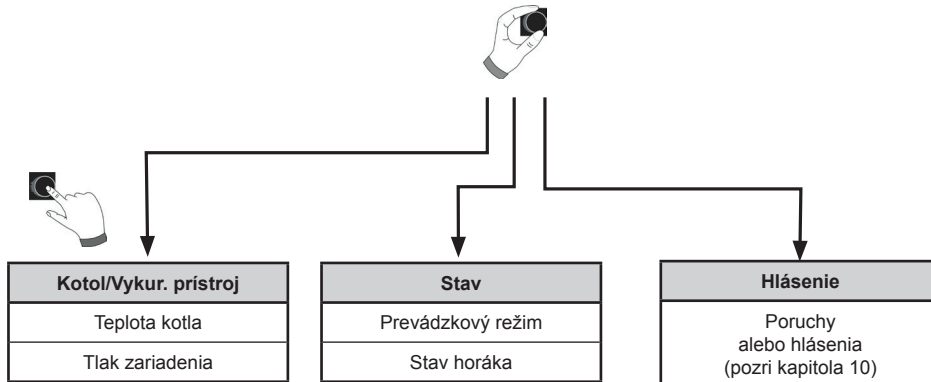 Kotol/Vykur. prístroj
Teplota kotla
Tlak zariadenia
Stav
Prevádzkový režim
Stav horáka
Hlásenie
Poruchy
alebo hlásenia
(pozri kapitola 10)